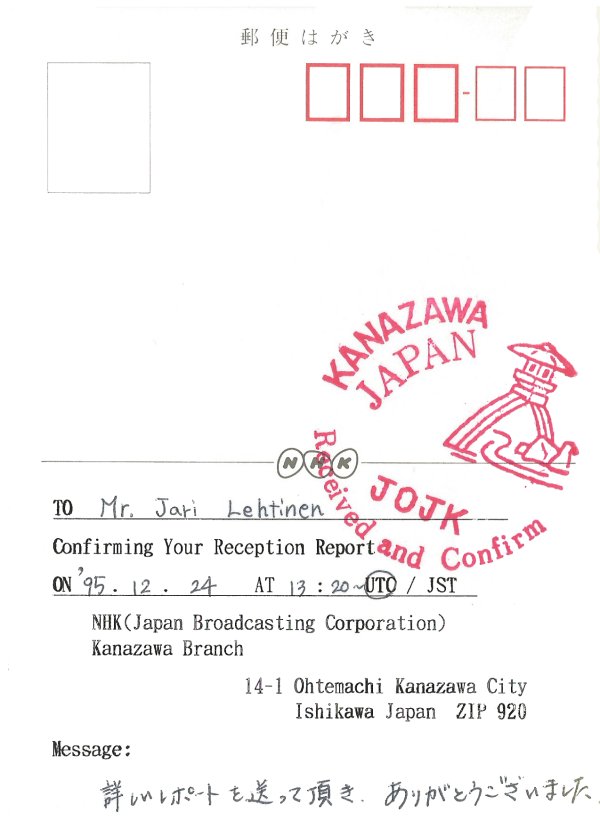 郵便はがき
KANAZAWA
JAPAN
NHK
JOJK
Received and Confirm
TO Mr. Jari Lehtinen
Confirming Your Reception Report
ON '95. 12. 24 AT 13:20~ UTC / JST
NHK(Japan Broadcasting Corporation)
Kanazawa Branch
14-1 Ohtemachi Kanazawa City
Ishikawa Japan ZIP 920
Message:
詳しいレポートを送って頂き、ありがとうございました。